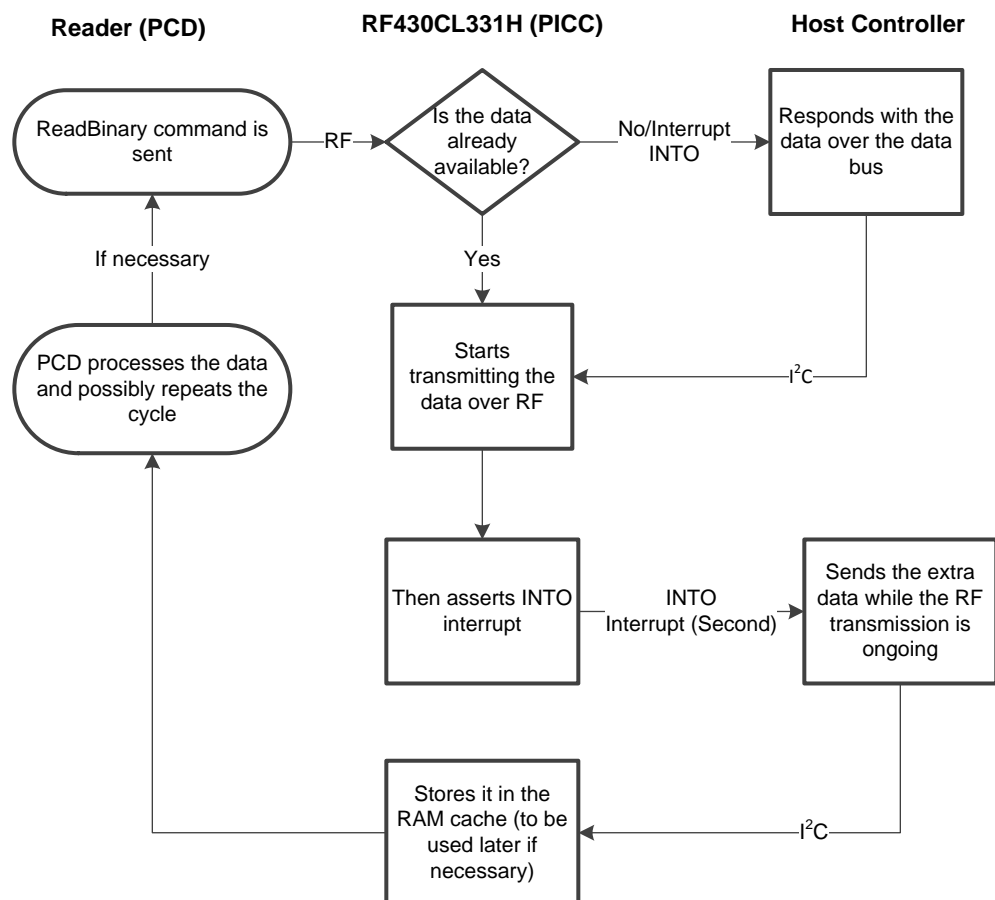 Reader (PCD)
RF430CL331H (PICC)
Host Controller
ReadBinary command is
sent
RF
Is the data
already
available?
No/Interrupt
INTO
Responds with the
data over the data
bus
If necessary
Yes
PCD processes the data
and possibly repeats the
cycle
Starts
transmitting the
data over RF
I²C
Then asserts INTO
interrupt
INTO
Interrupt (Second)
Sends the extra
data while the RF
transmission is
ongoing
Stores it in the
RAM cache (to be
used later if
necessary)
I²C